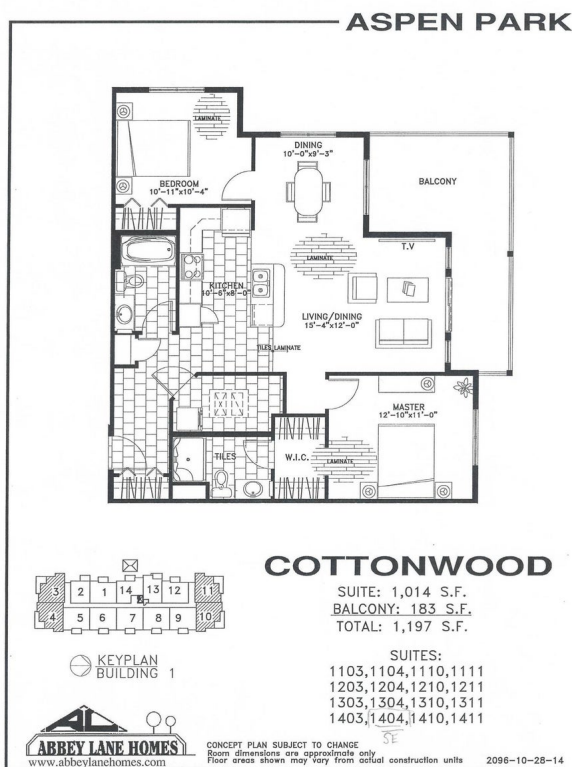 ASPEN PARK
LAMINATE
BEDROOM
10'-11"x10'-4"
DINING
10'-0"x9'-3"
BALCONY
T.V
LAMINATE
KITCHEN
10'-6"x8'-0"
LIVING/DINING
15'-4"x12'-0"
TILES LAMINATE
MASTER
12'-10"x11'-0"
TILES
W.I.C.
LAMINATE
COTTONWOOD
SUITE: 1,014 S.F.
BALCONY: 183 S.F.
TOTAL: 1,197 S.F.
3 2 1 14 13 12 11
4 5 6 7 8 9 10
KEYPLAN
BUILDING 1
SUITES:
1103,1104,1110,1111
1203,1204,1210,1211
1303,1304,1310,1311
1403,1404,1410,1411
SE
AL
ABBEY LANE HOMES
www.abbeylanehomes.com
CONCEPT PLAN SUBJECT TO CHANGE
Room dimensions are approximate only
Floor areas shown may vary from actual construction units
2096-10-28-14